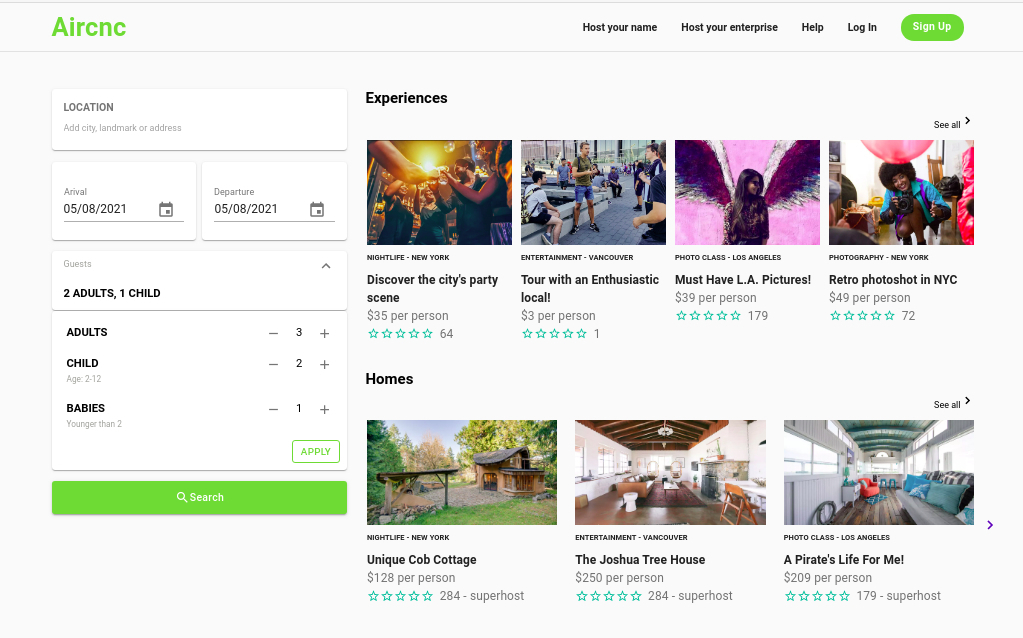 Aircnc
Host your name
Host your enterprise
Help
Log In
Sign Up
LOCATION
Add city, landmark or address
Arival
05/08/2021
Departure
05/08/2021
Guests
2 ADULTS, 1 CHILD
ADULTS
3
CHILD
2
Age: 2-12
BABIES
1
Younger than 2
APPLY
Search
Experiences
See all
NIGHTLIFE - NEW YORK
Discover the city's party
scene
$35 per person
64
ENTERTAINMENT - VANCOUVER
Tour with an Enthusiastic
local!
$3 per person
1
PHOTO CLASS - LOS ANGELES
Must Have L.A. Pictures!
$39 per person
179
PHOTOGRAPHY - NEW YORK
Retro photoshot in NYC
$49 per person
72
Homes
See all
NIGHTLIFE - NEW YORK
Unique Cob Cottage
$128 per person
284 - superhost
ENTERTAINMENT - VANCOUVER
The Joshua Tree House
$250 per person
284 - superhost
PHOTO CLASS - LOS ANGELES
A Pirate's Life For Me!
$209 per person
179 - superhost